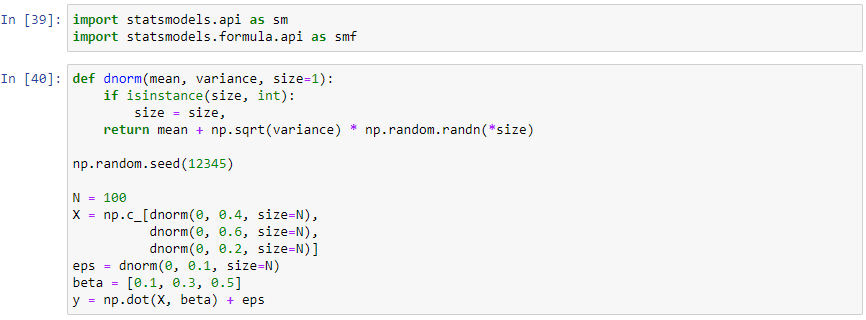 In [39]: import statsmodels.api as sm
import statsmodels.formula.api as smf
In [40]: def dnorm(mean, variance, size=1):
    if isinstance(size, int):
        size = size,
    return mean + np.sqrt(variance) * np.random.randn(*size)

np.random.seed(12345)

N = 100
X = np.c_[dnorm(0, 0.4, size=N),
          dnorm(0, 0.6, size=N),
          dnorm(0, 0.2, size=N)]
eps = dnorm(0, 0.1, size=N)
beta = [0.1, 0.3, 0.5]
y = np.dot(X, beta) + eps